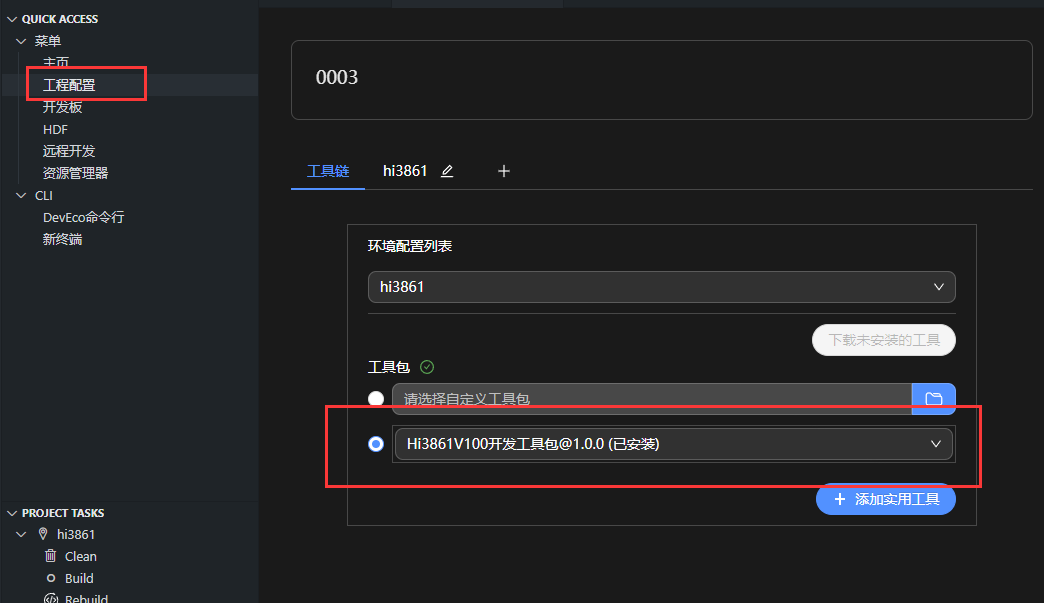 QUICK ACCESS
菜单
主页
工程配置
开发板
HDF
远程开发
资源管理器
CLI
DevEco命令行
新终端
PROJECT TASKS
hi3861
Clean
Build
Rebuild
0003
工具链 hi3861 +
环境配置列表
hi3861
下载未安装的工具
工具包
请选择自定义工具包
Hi3861V100开发工具包@1.0.0 (已安装)
+ 添加实用工具